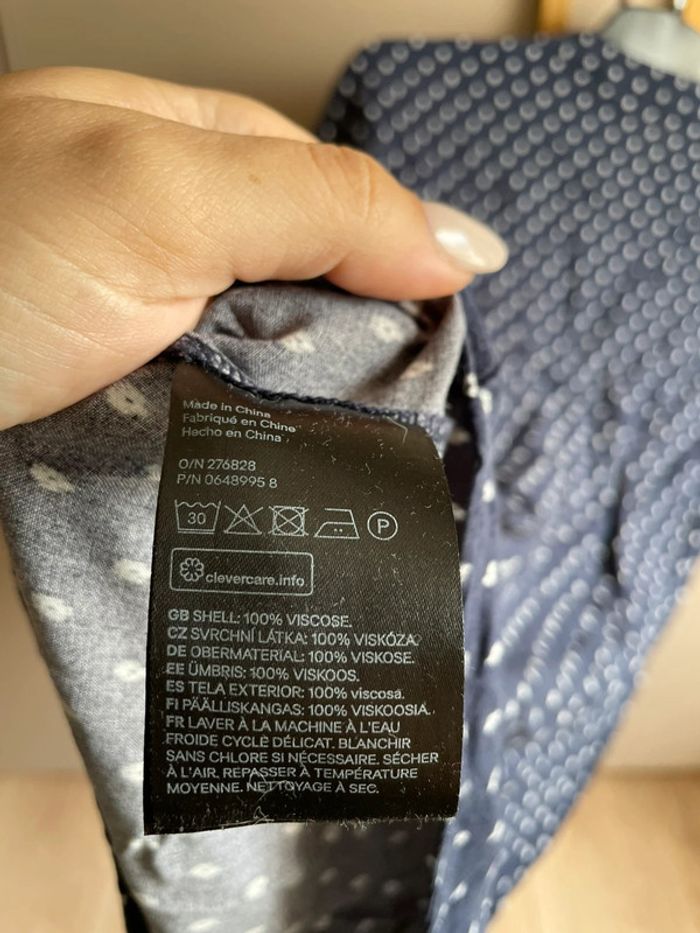 Made in China
Fabriqué en Chine
Hecho en China
O/N 276828
P/N 0648995 8
30 P
clevercare.info
GB SHELL: 100% VISCOSE.
CZ SVRCHNÍ LÁTKA: 100% VISKÓZA.
DE OBERMATERIAL: 100% VISKOSE.
EE ÜMBRIS: 100% VISKOOS.
ES TELA EXTERIOR: 100% viscosa.
FI PÄÄLLISKANGAS: 100% VISKOOSIA.
FR LAVER À LA MACHINE À L'EAU
FROIDE CYCLE DÉLICAT. BLANCHIR
SANS CHLORE SI NÉCESSAIRE. SÉCHER
À L'AIR. REPASSER À TEMPÉRATURE
MOYENNE. NETTOYAGE À SEC.